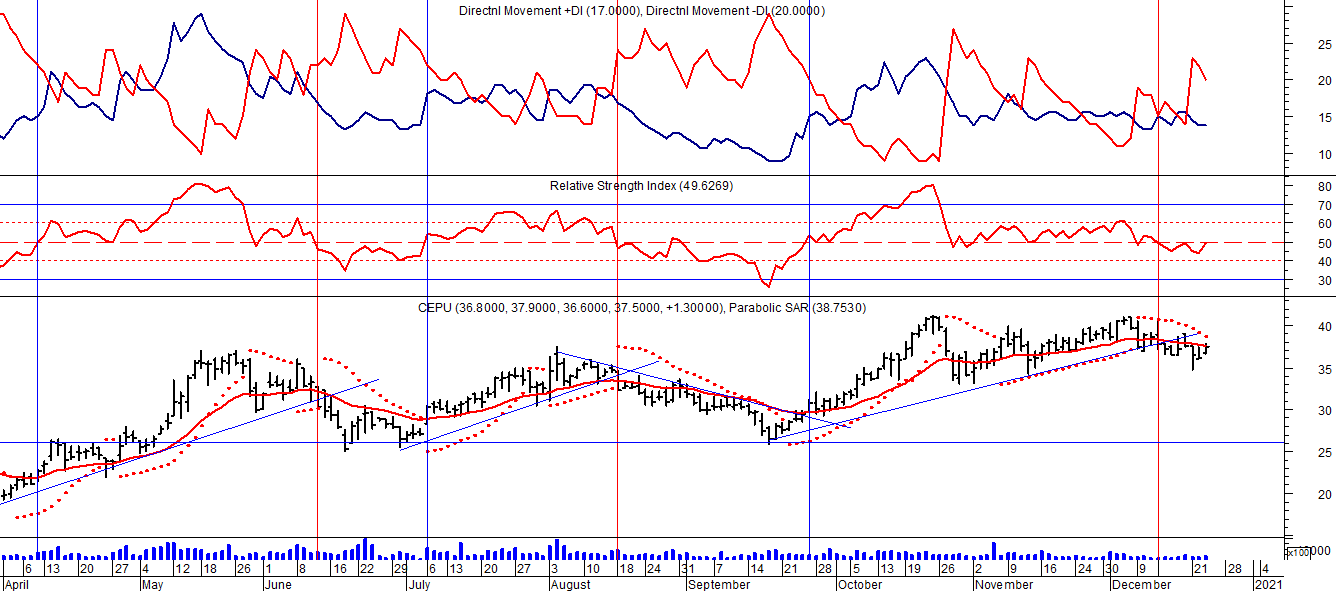 Directnl Movement +DI (17.0000), Directnl Movement -DI (20.0000)
25
20
15
10
Relative Strength Index (49.6269)
80
70
60
50
40
30
CEPU (36.8000, 37.9000, 36.6000, 37.5000, +1.30000), Parabolic SAR (38.7530)
40
35
30
25
20
x100
6 13 20 27 4 12 18 26 1 8 16 22 29 6 13 20 27 3 10 18 24 31 7 14 21 28 5 13 19 26 2 9 16 24 30 9 21 28 4
April May June July August September October November December 2021